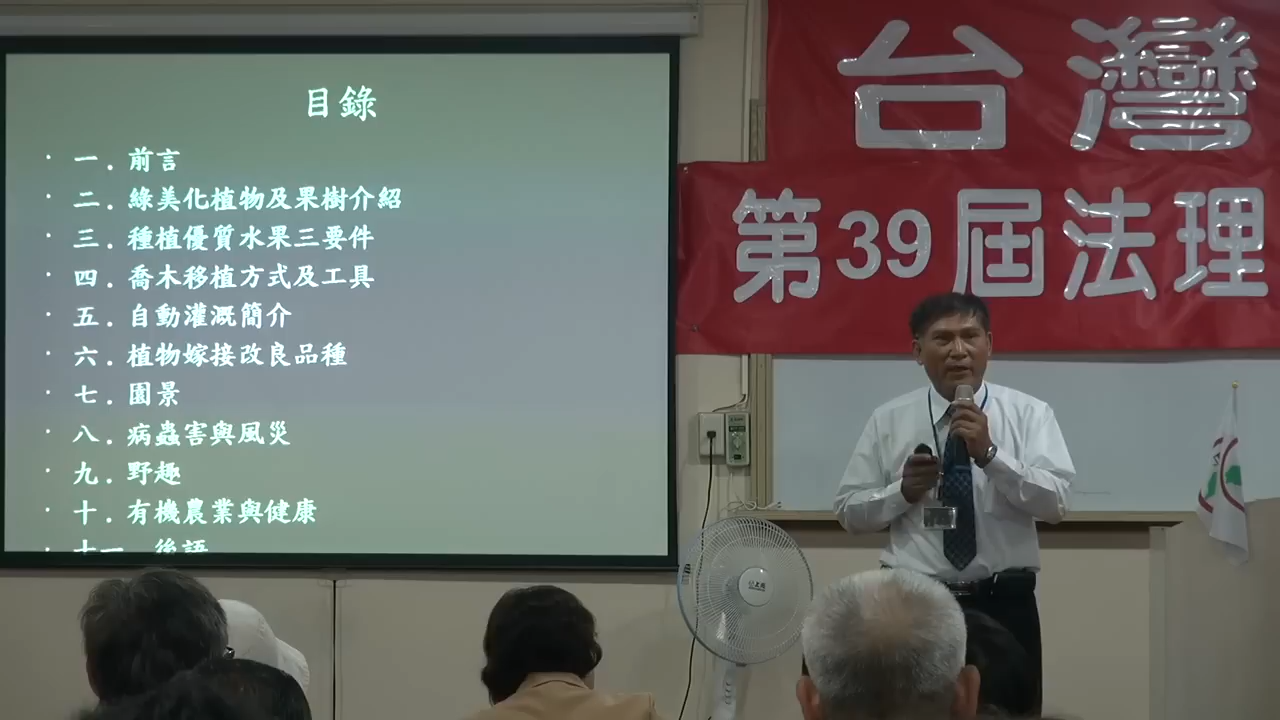 目錄
· 一．前言
· 二．綠美化植物及果樹介紹
· 三．種植優質水果三要件
· 四．喬木移植方式及工具
· 五．自動灌溉簡介
· 六．植物嫁接改良品種
· 七．園景
· 八．病蟲害與風災
· 九．野趣
· 十．有機農業與健康
· 十一．後語
台灣
第39屆法理